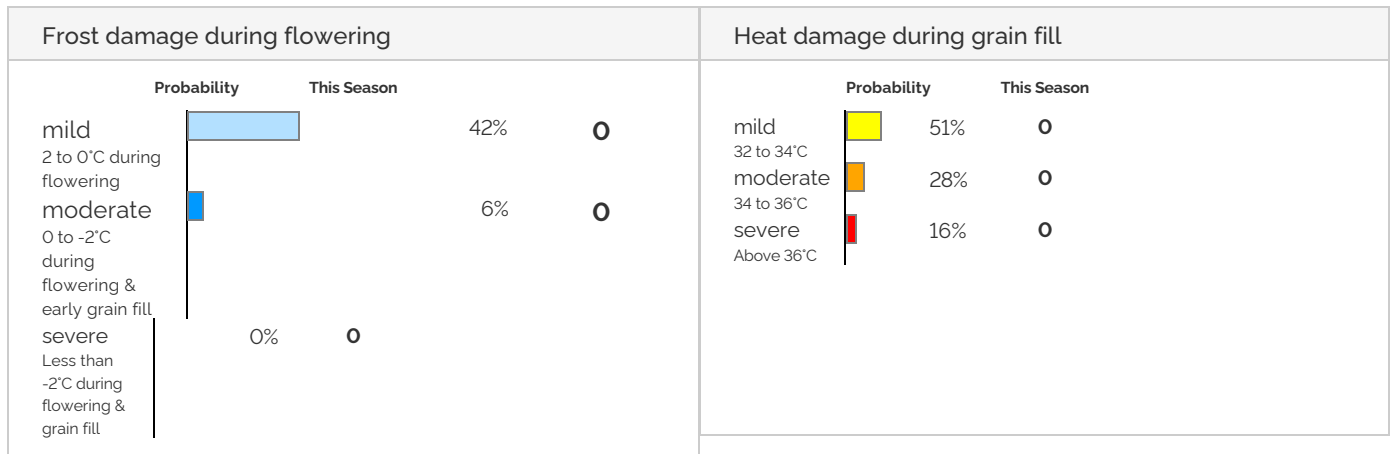 Frost damage during flowering
Probability This Season
mild 42% 0
2 to 0°C during
flowering
moderate 6% 0
0 to -2°C
during
flowering &
early grain fill
severe 0% 0
Less than
-2°C during
flowering &
grain fill
Heat damage during grain fill
Probability This Season
mild 51% 0
32 to 34°C
moderate 28% 0
34 to 36°C
severe 16% 0
Above 36°C